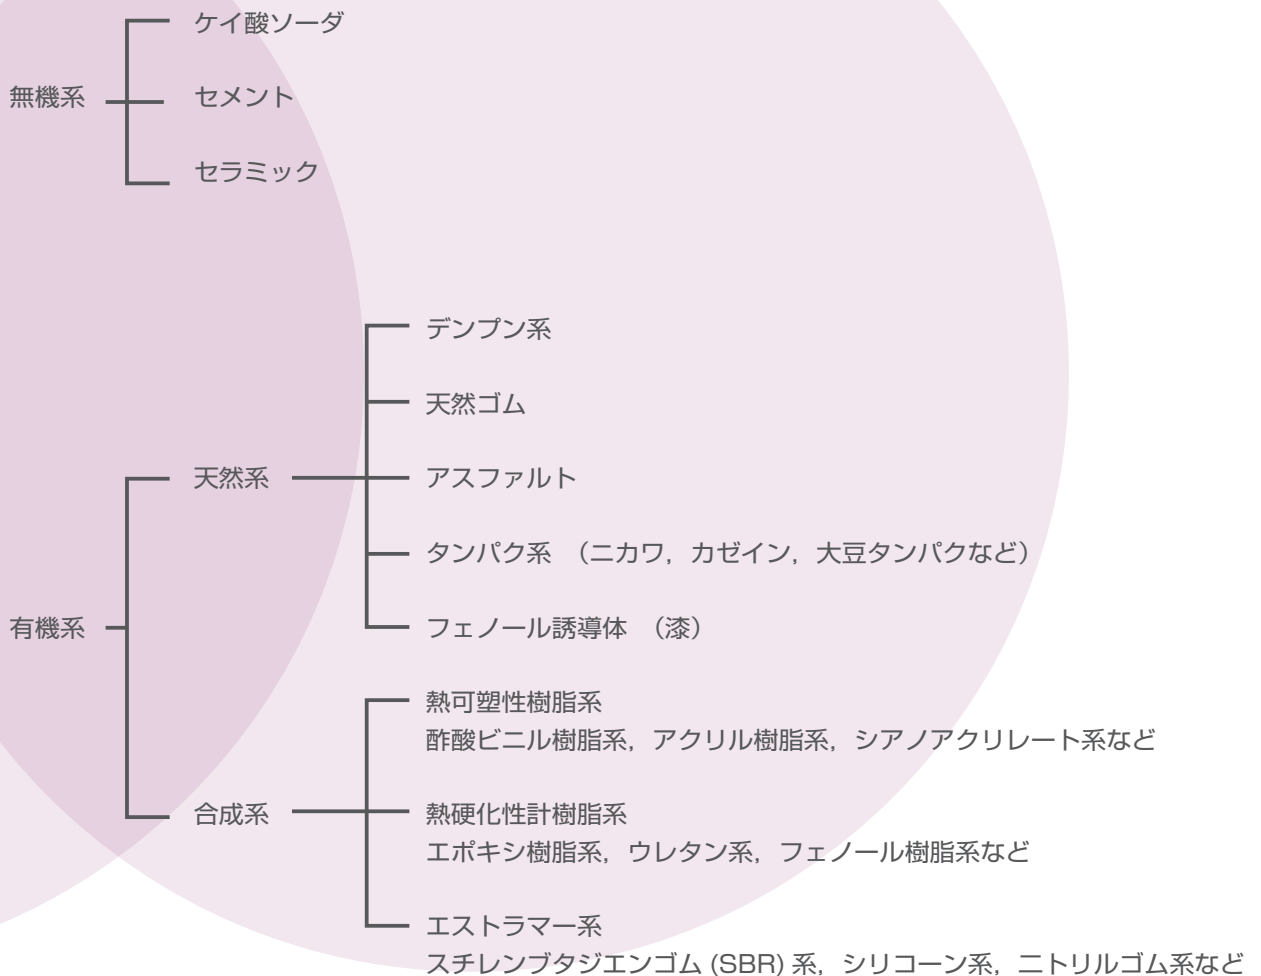 無機系
ケイ酸ソーダ
セメント
セラミック
有機系
天然系
デンプン系
天然ゴム
アスファルト
タンパク系 （ニカワ，カゼイン，大豆タンパクなど）
フェノール誘導体 （漆）
合成系
熱可塑性樹脂系
酢酸ビニル樹脂系，アクリル樹脂系，シアノアクリレート系など
熱硬化性計樹脂系
エポキシ樹脂系，ウレタン系，フェノール樹脂系など
エストラマー系
スチレンブタジエンゴム (SBR) 系，シリコーン系，ニトリルゴム系など